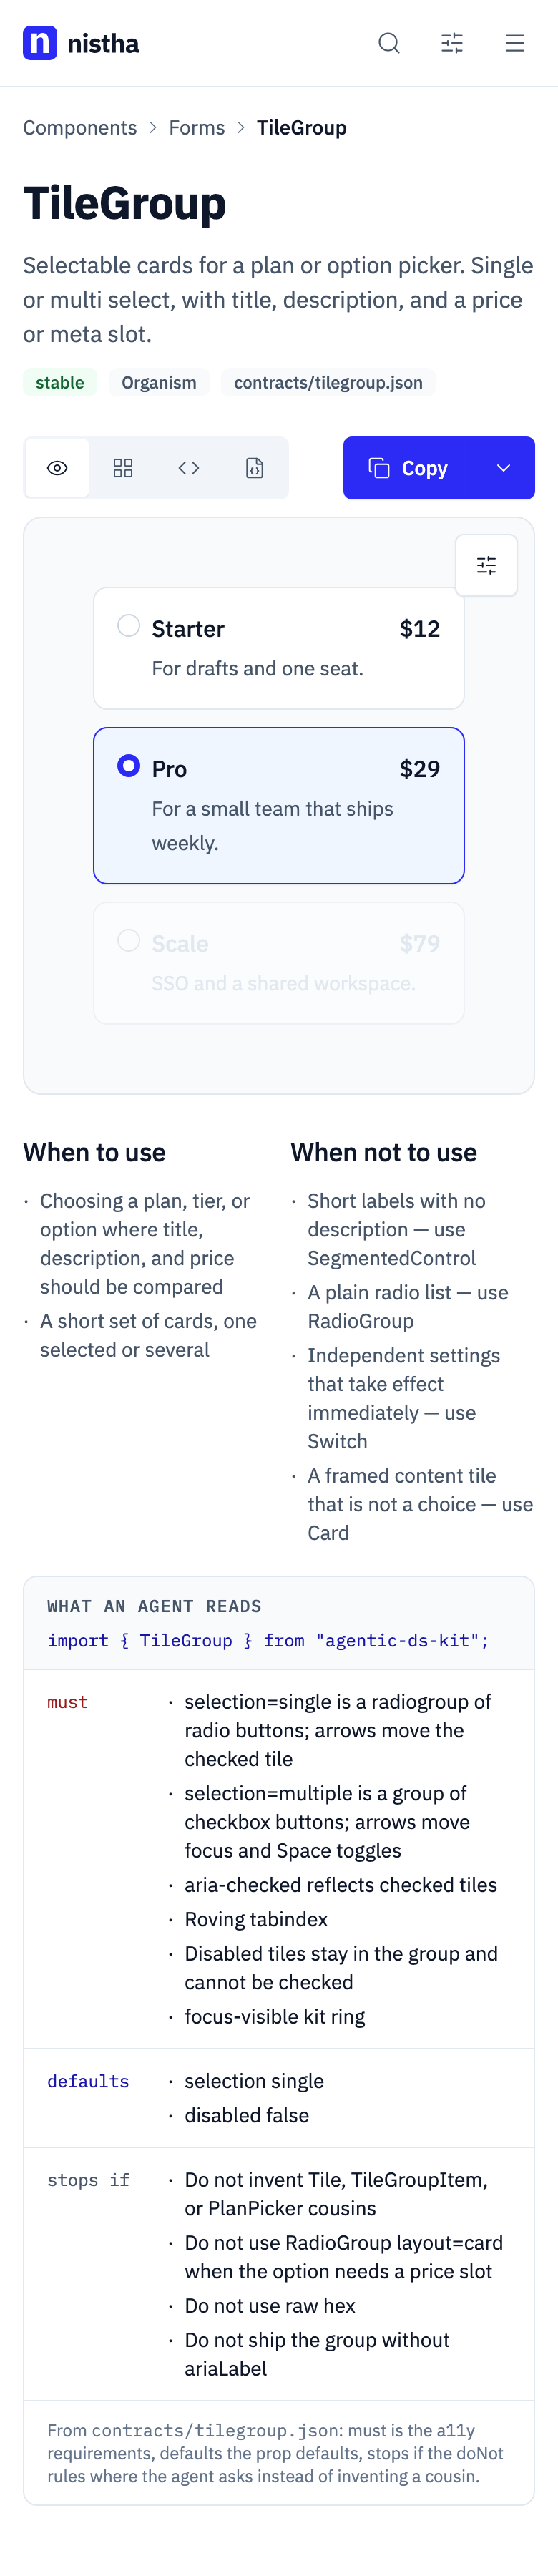 n nistha
Components > Forms > TileGroup
TileGroup
Selectable cards for a plan or option picker. Single
or multi select, with title, description, and a price
or meta slot.
stable Organism contracts/tilegroup.json
Copy
Starter $12
For drafts and one seat.
Pro $29
For a small team that ships
weekly.
Scale $79
SSO and a shared workspace.
When to use
· Choosing a plan, tier, or
option where title,
description, and price
should be compared
· A short set of cards, one
selected or several
When not to use
· Short labels with no
description — use
SegmentedControl
· A plain radio list — use
RadioGroup
· Independent settings
that take effect
immediately — use
Switch
· A framed content tile
that is not a choice — use
Card
WHAT AN AGENT READS
import { TileGroup } from "agentic-ds-kit";
must
· selection=single is a radiogroup of
radio buttons; arrows move the
checked tile
· selection=multiple is a group of
checkbox buttons; arrows move
focus and Space toggles
· aria-checked reflects checked tiles
· Roving tabindex
· Disabled tiles stay in the group and
cannot be checked
· focus-visible kit ring
defaults
· selection single
· disabled false
stops if
· Do not invent Tile, TileGroupItem,
or PlanPicker cousins
· Do not use RadioGroup layout=card
when the option needs a price slot
· Do not use raw hex
· Do not ship the group without
ariaLabel
From contracts/tilegroup.json: must is the a11y
requirements, defaults the prop defaults, stops if the doNot
rules where the agent asks instead of inventing a cousin.